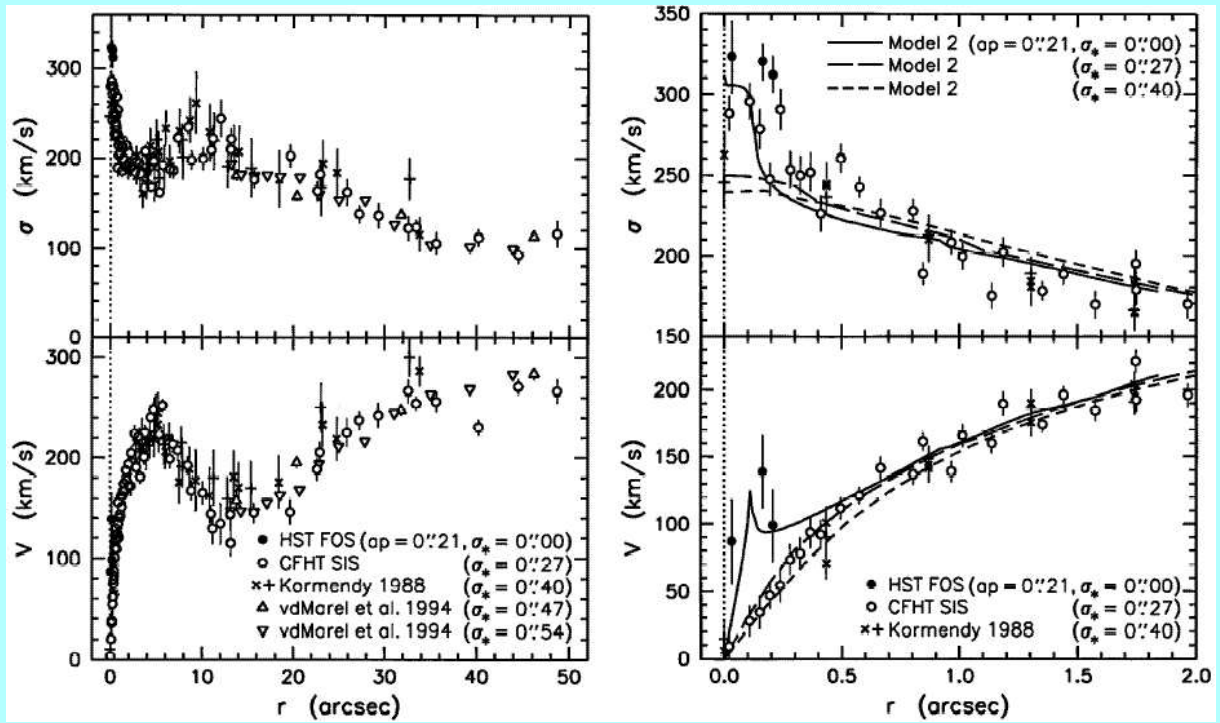 300
200
100
0
σ (km/s)
300
200
100
0
V (km/s)
HST FOS (ap = 0".21, σ* = 0".00)
CFHT SIS (σ* = 0".27)
Kormendy 1988 (σ* = 0".40)
vdMarel et al. 1994 (σ* = 0".47)
vdMarel et al. 1994 (σ* = 0".54)
0 10 20 30 40 50
r (arcsec)
350
300
250
200
150
σ (km/s)
Model 2 (ap = 0".21, σ* = 0".00)
Model 2 (σ* = 0".27)
Model 2 (σ* = 0".40)
200
150
100
50
0
V (km/s)
HST FOS (ap = 0".21, σ* = 0".00)
CFHT SIS (σ* = 0".27)
Kormendy 1988 (σ* = 0".40)
0.0 0.5 1.0 1.5 2.0
r (arcsec)